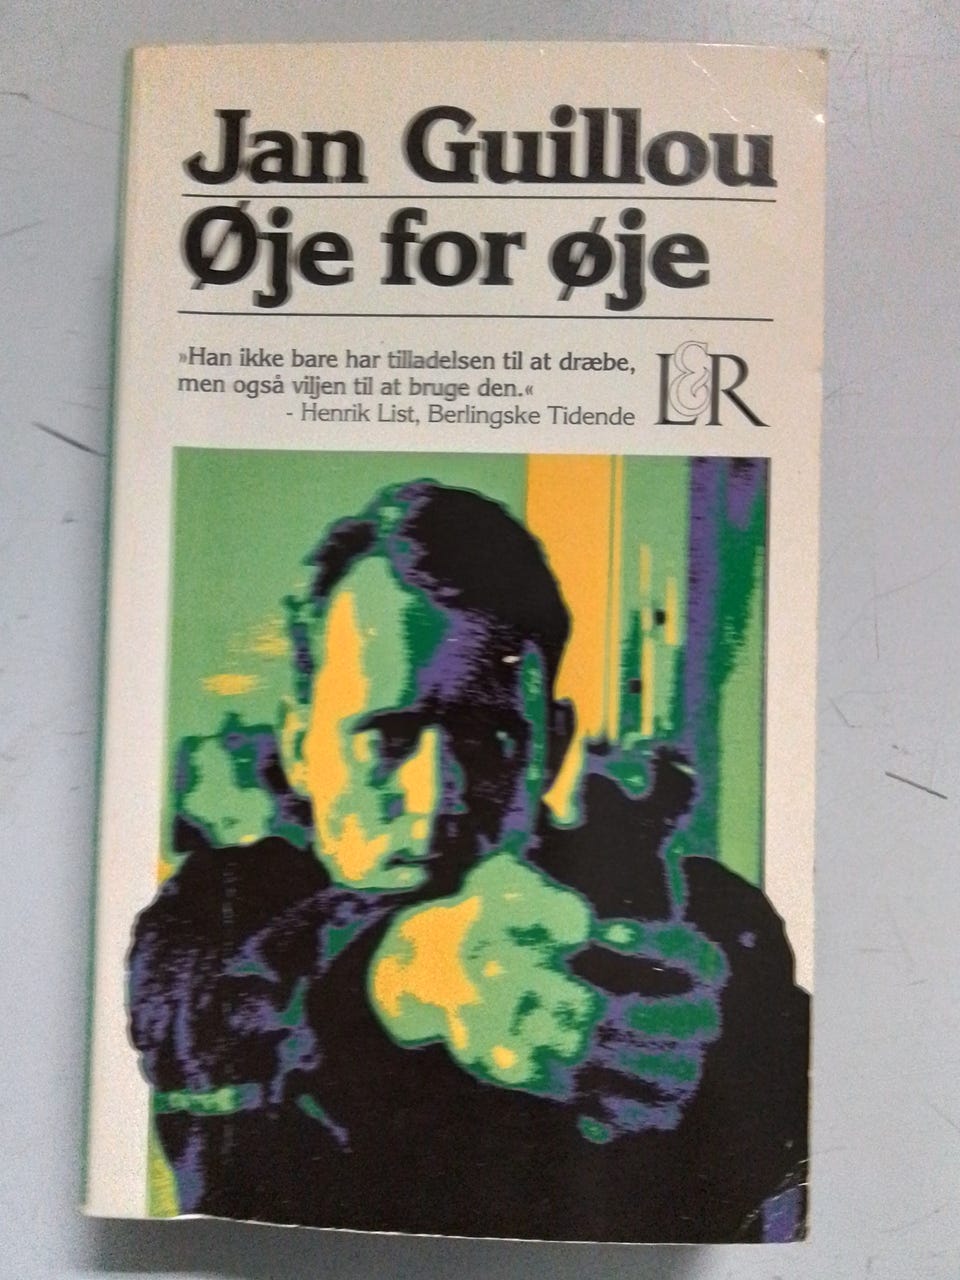 Jan Guillou
Øje for øje
»Han ikke bare har tilladelsen til at dræbe,
men også viljen til at bruge den.«
- Henrik List, Berlingske Tidende
L&R